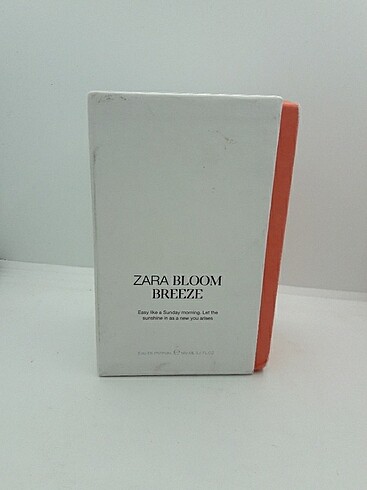 ZARA BLOOM
BREEZE
Easy like a Sunday morning. Let the
sunshine in as a new you arises